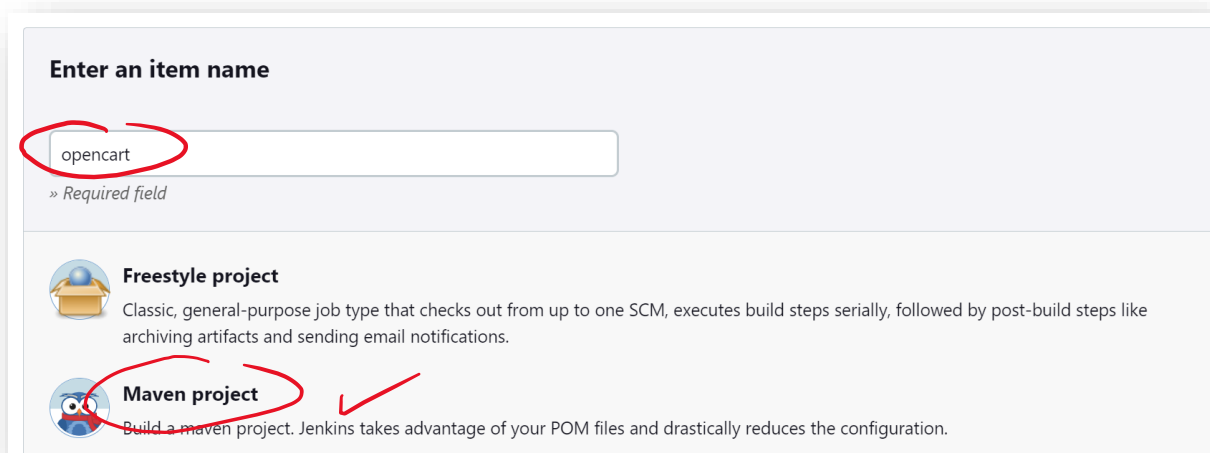 Enter an item name
opencart
» Required field
Freestyle project
Classic, general-purpose job type that checks out from up to one SCM, executes build steps serially, followed by post-build steps like
archiving artifacts and sending email notifications.
Maven project
Build a maven project. Jenkins takes advantage of your POM files and drastically reduces the configuration.